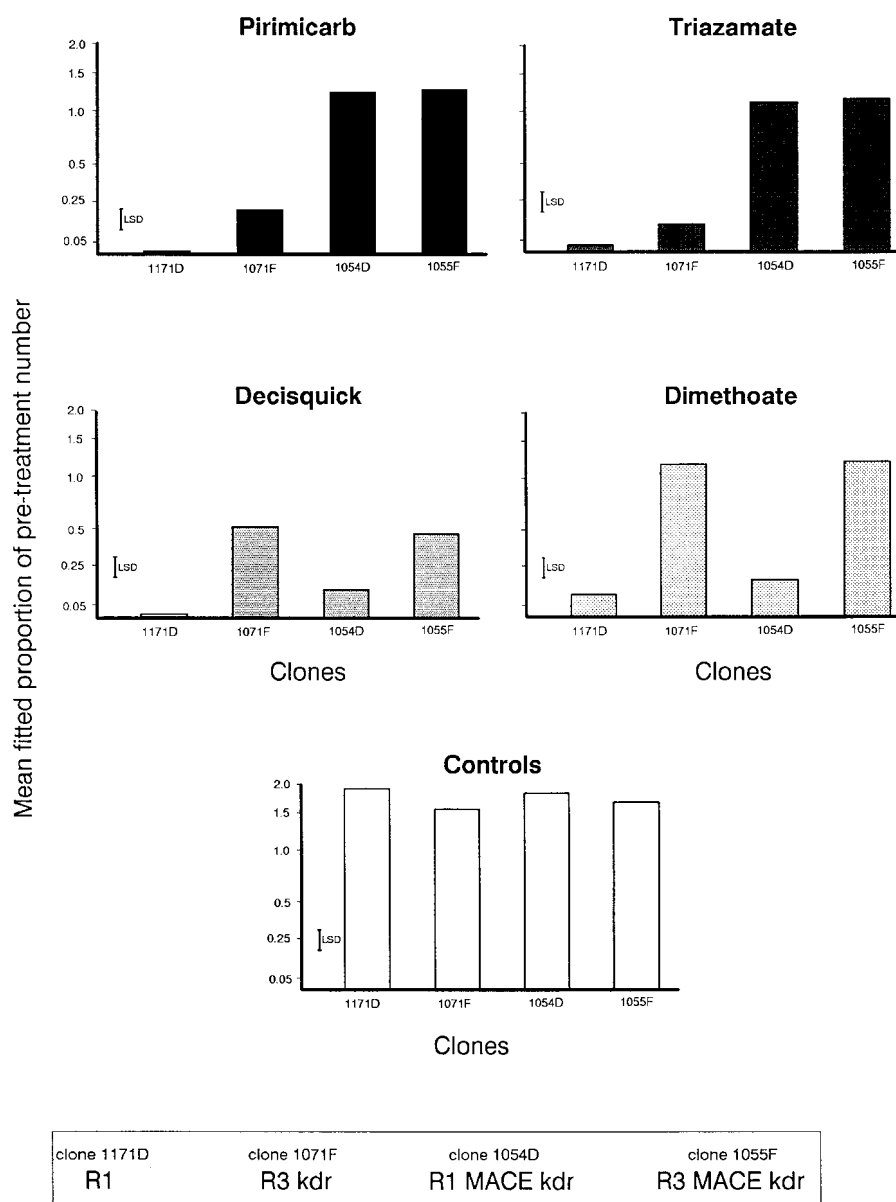 Pirimicarb
Triazamate
2.0
1.5
1.0
0.5
0.25
0.05
LSD
LSD
1171D 1071F 1054D 1055F
1171D 1071F 1054D 1055F
Mean fitted proportion of pre-treatment number
Decisquick
Dimethoate
2.0
1.5
1.0
0.5
0.25
0.05
LSD
LSD
1171D 1071F 1054D 1055F
1171D 1071F 1054D 1055F
Clones
Clones
Controls
2.0
1.5
1.0
0.5
0.25
0.05
LSD
1171D 1071F 1054D 1055F
Clones
clone 1171D clone 1071F clone 1054D clone 1055F
R1 R3 kdr R1 MACE kdr R3 MACE kdr